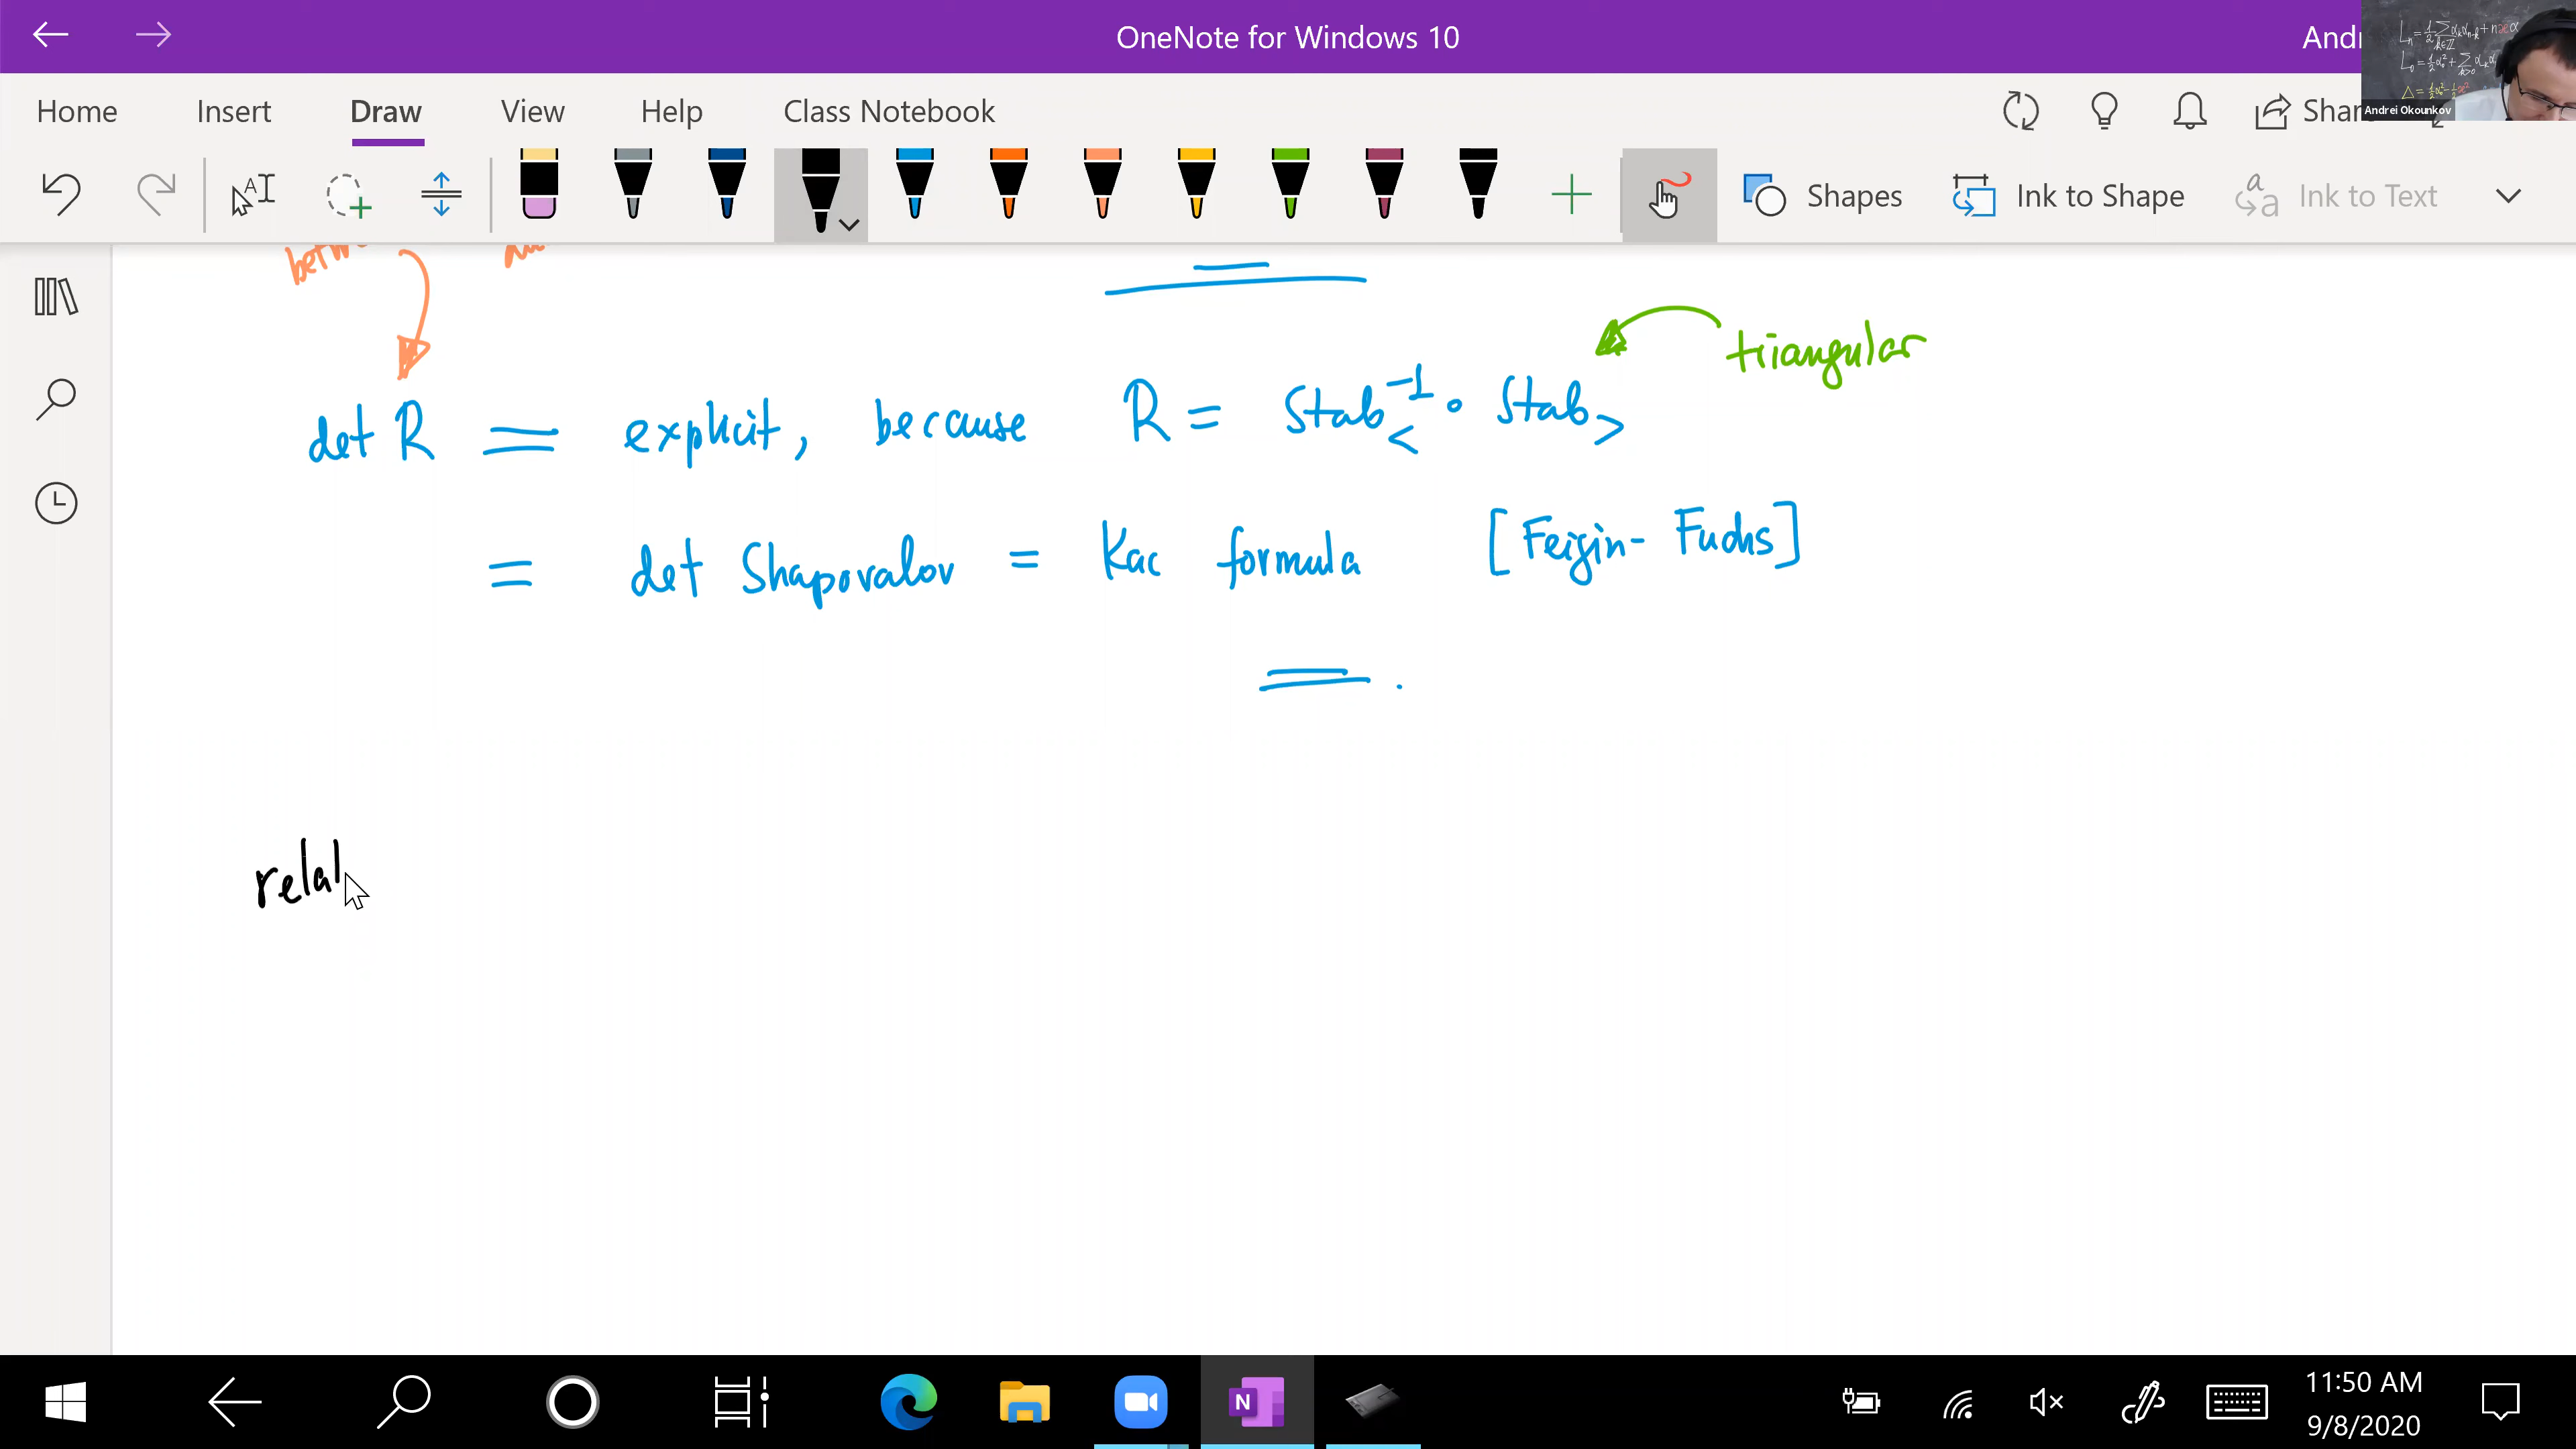 OneNote for Windows 10
Andrei Okounkov
Home Insert Draw View Help Class Notebook
Shapes Ink to Shape Ink to Text
triangular
det R = explicit, because R = Stab<^{-1} ∘ Stab>
= det Shapovalov = Kac formula [Feigin-Fuchs]
relat
11:50 AM
9/8/2020